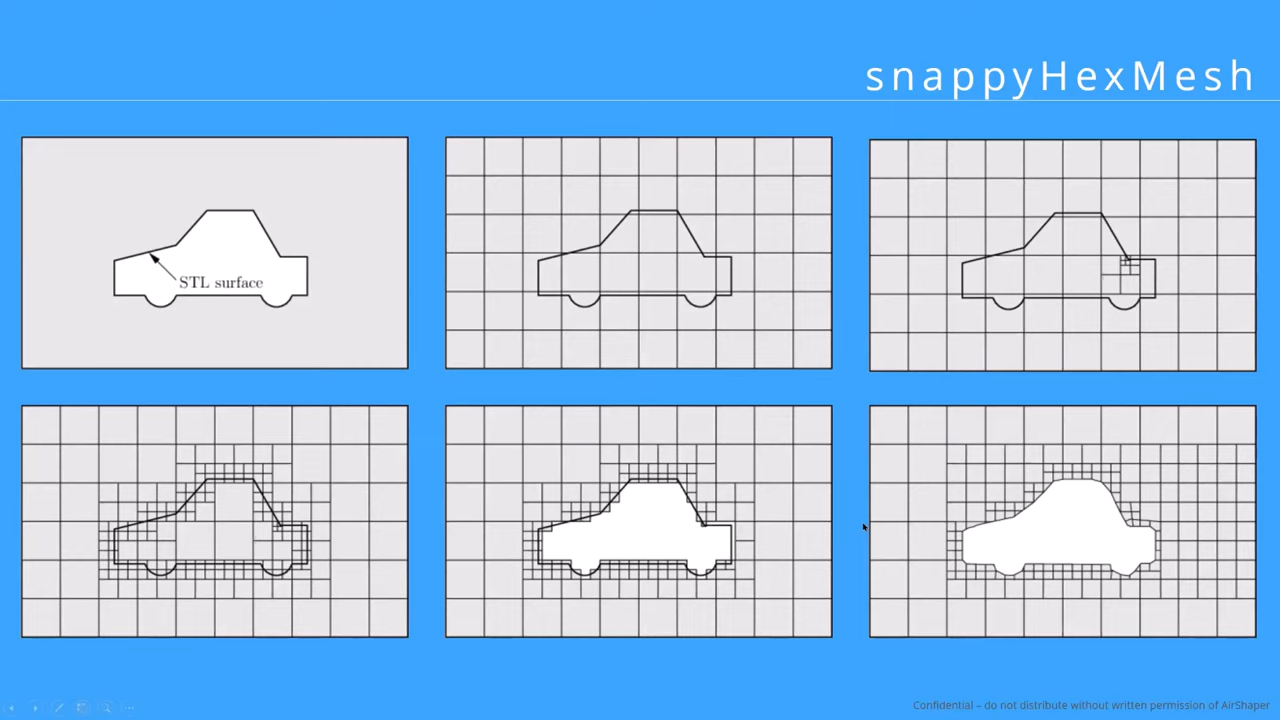 snappyHexMesh
STL surface
Confidential – do not distribute without written permission of AirShaper